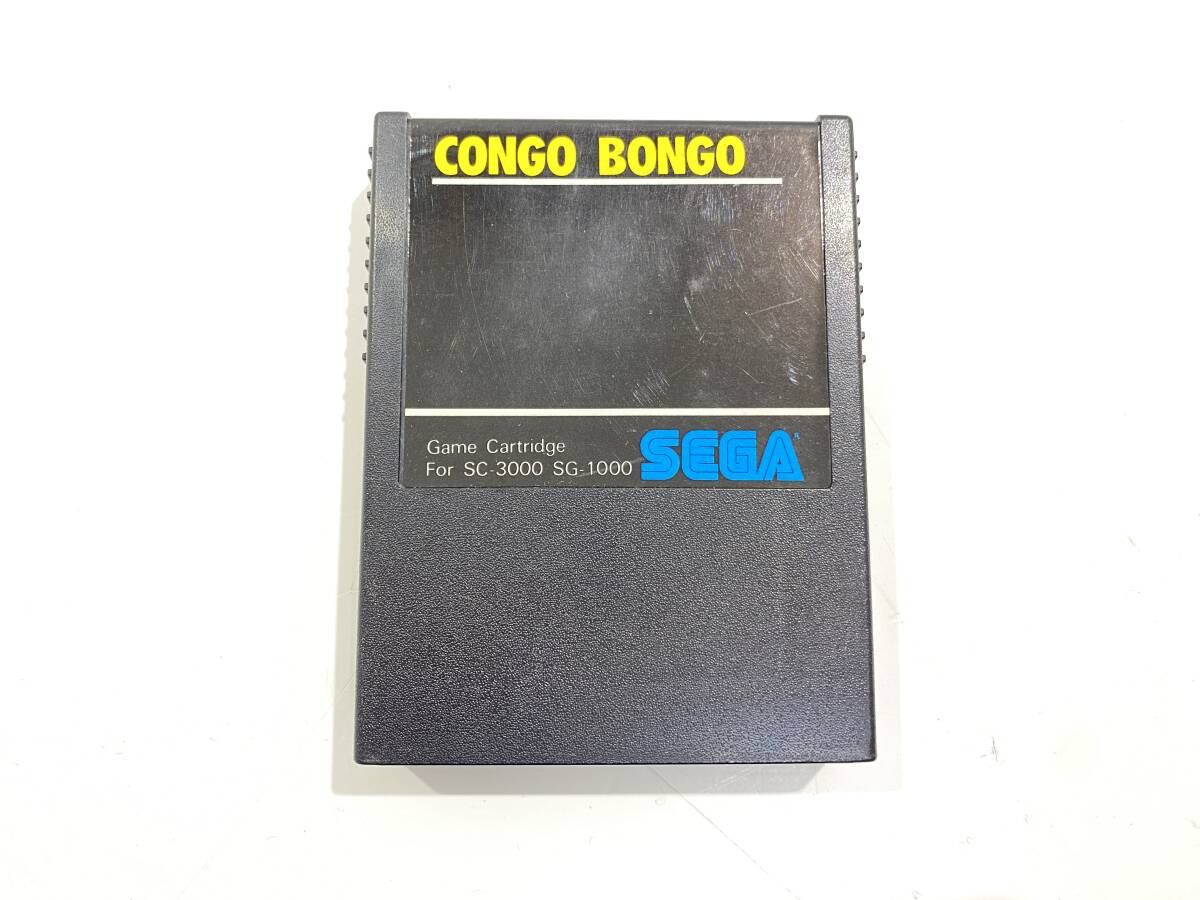 CONGO BONGO
Game Cartridge
For SC-3000 SG-1000
SEGA®